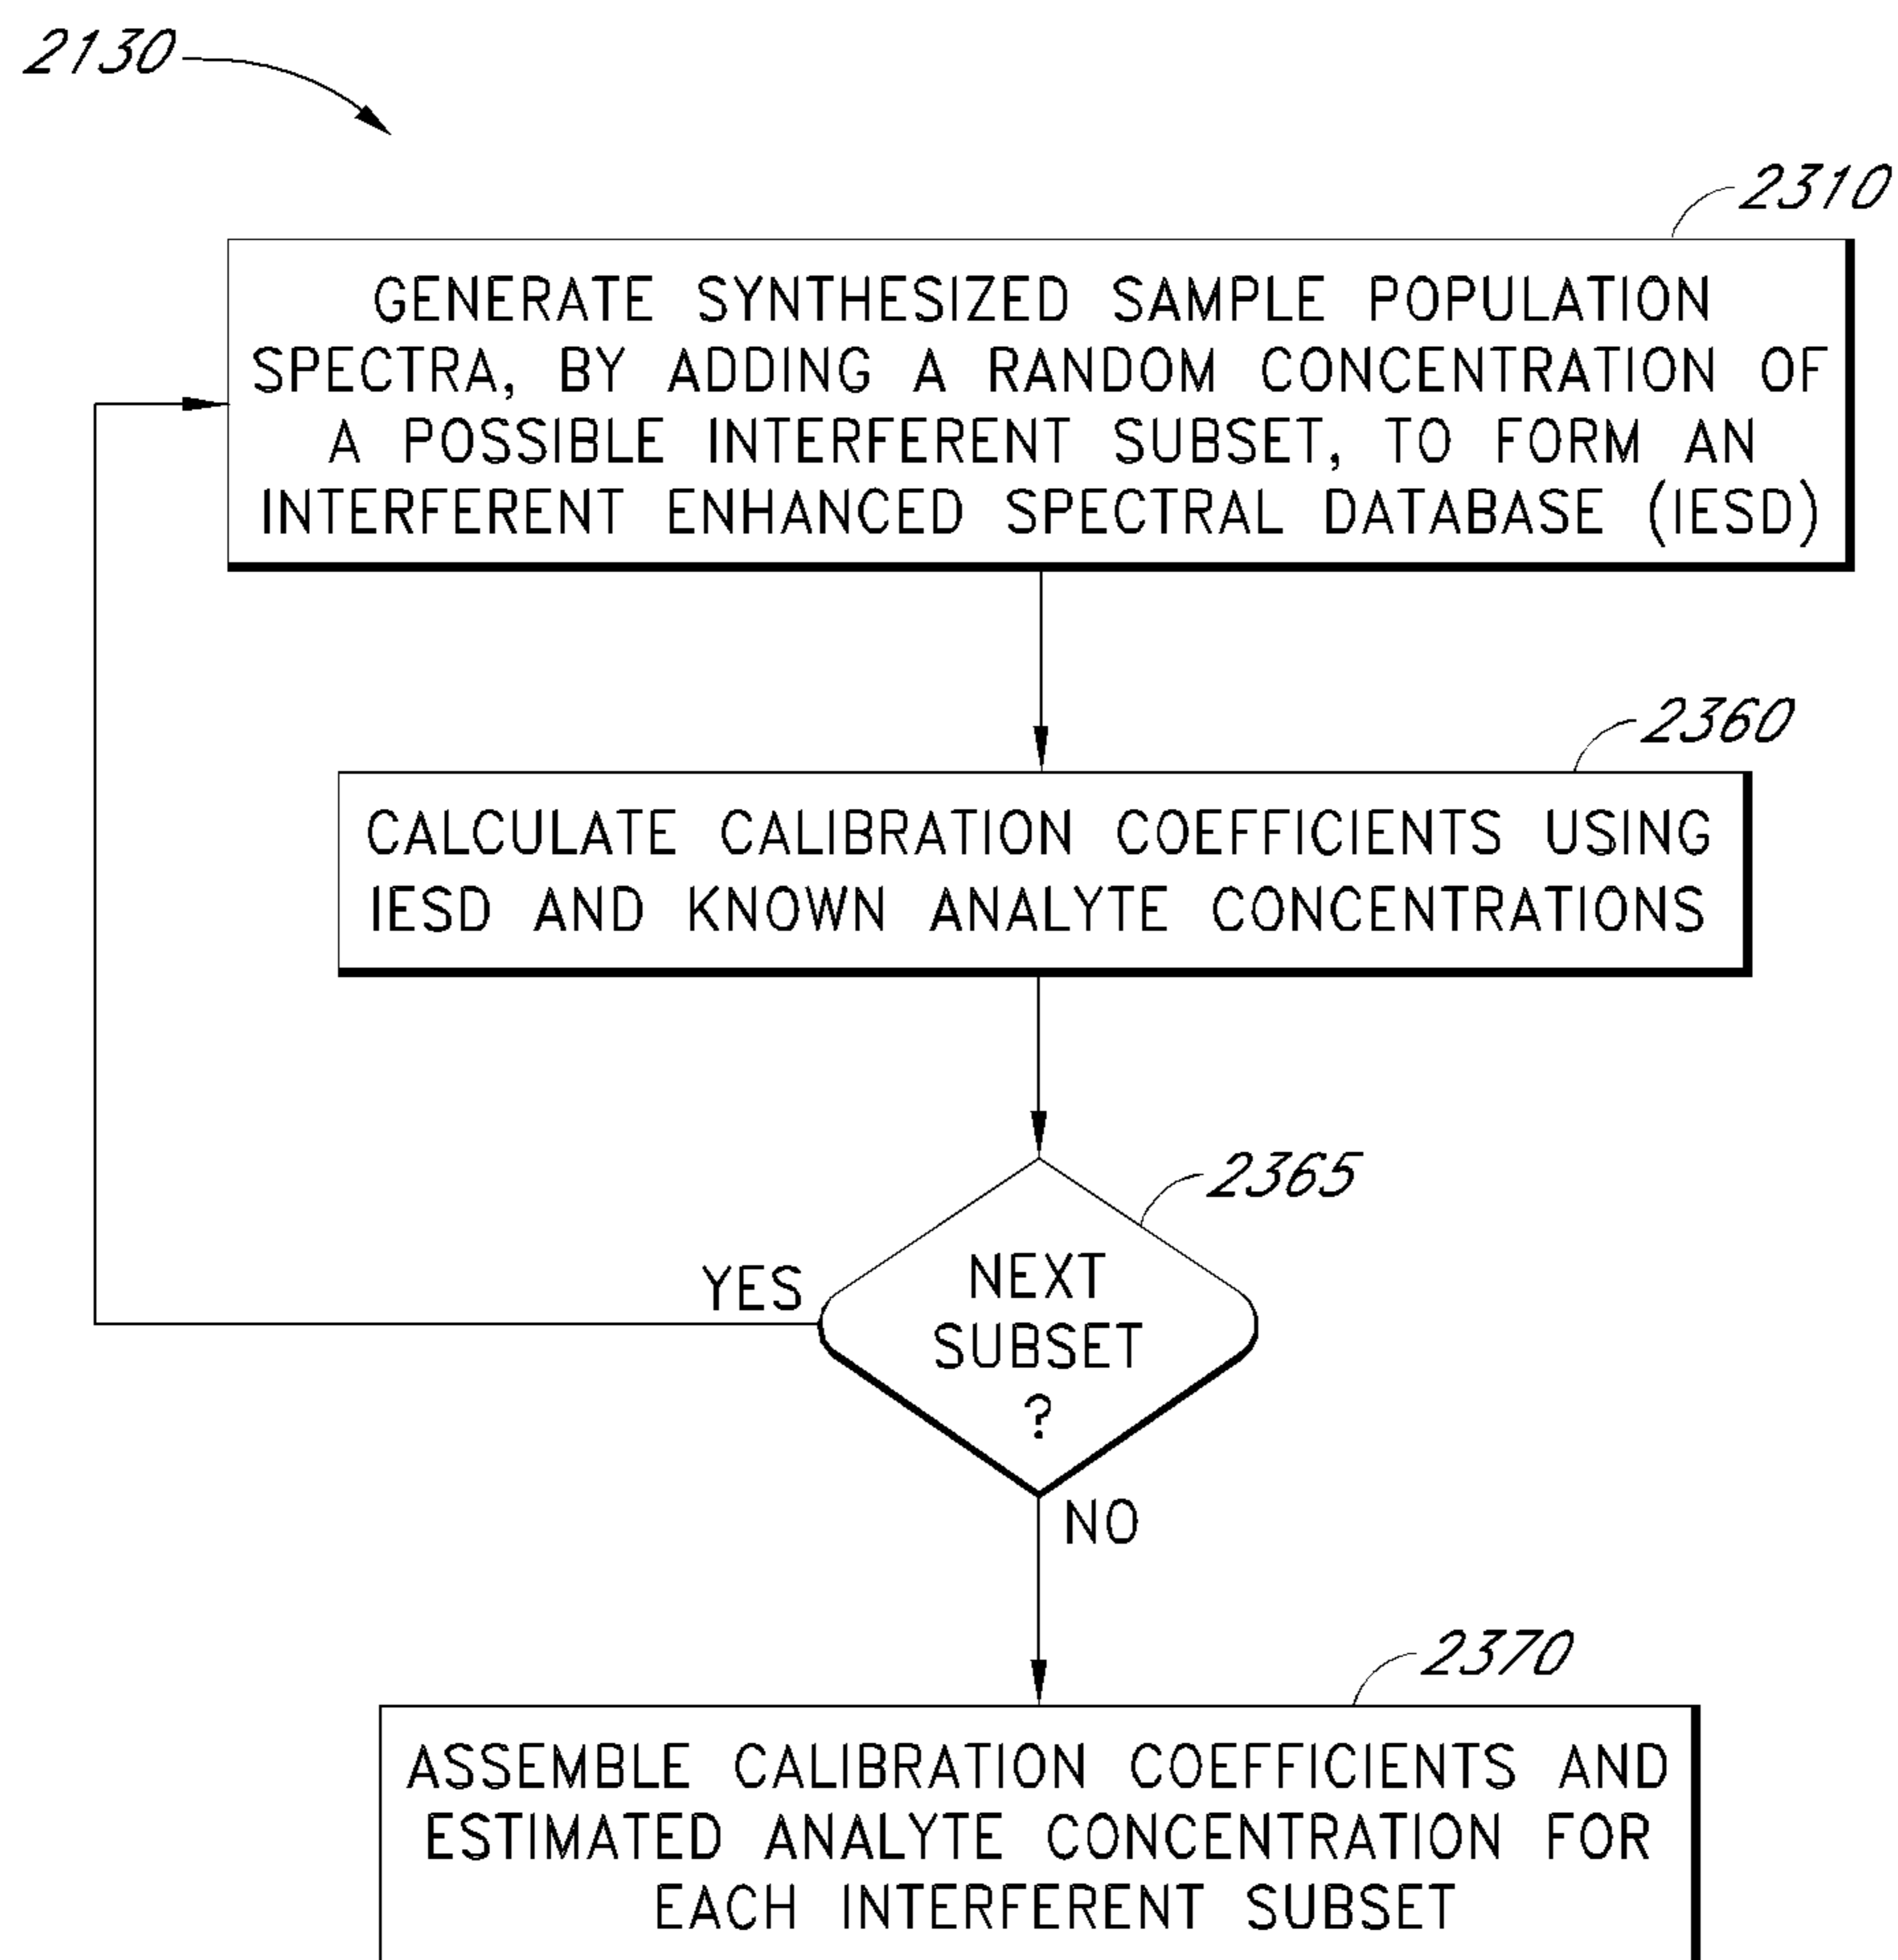 2130
2310
GENERATE SYNTHESIZED SAMPLE POPULATION
SPECTRA, BY ADDING A RANDOM CONCENTRATION OF
A POSSIBLE INTERFERENT SUBSET, TO FORM AN
INTERFERENT ENHANCED SPECTRAL DATABASE (IESD)
2360
CALCULATE CALIBRATION COEFFICIENTS USING
IESD AND KNOWN ANALYTE CONCENTRATIONS
2365
YES
NEXT
SUBSET
?
NO
2370
ASSEMBLE CALIBRATION COEFFICIENTS AND
ESTIMATED ANALYTE CONCENTRATION FOR
EACH INTERFERENT SUBSET